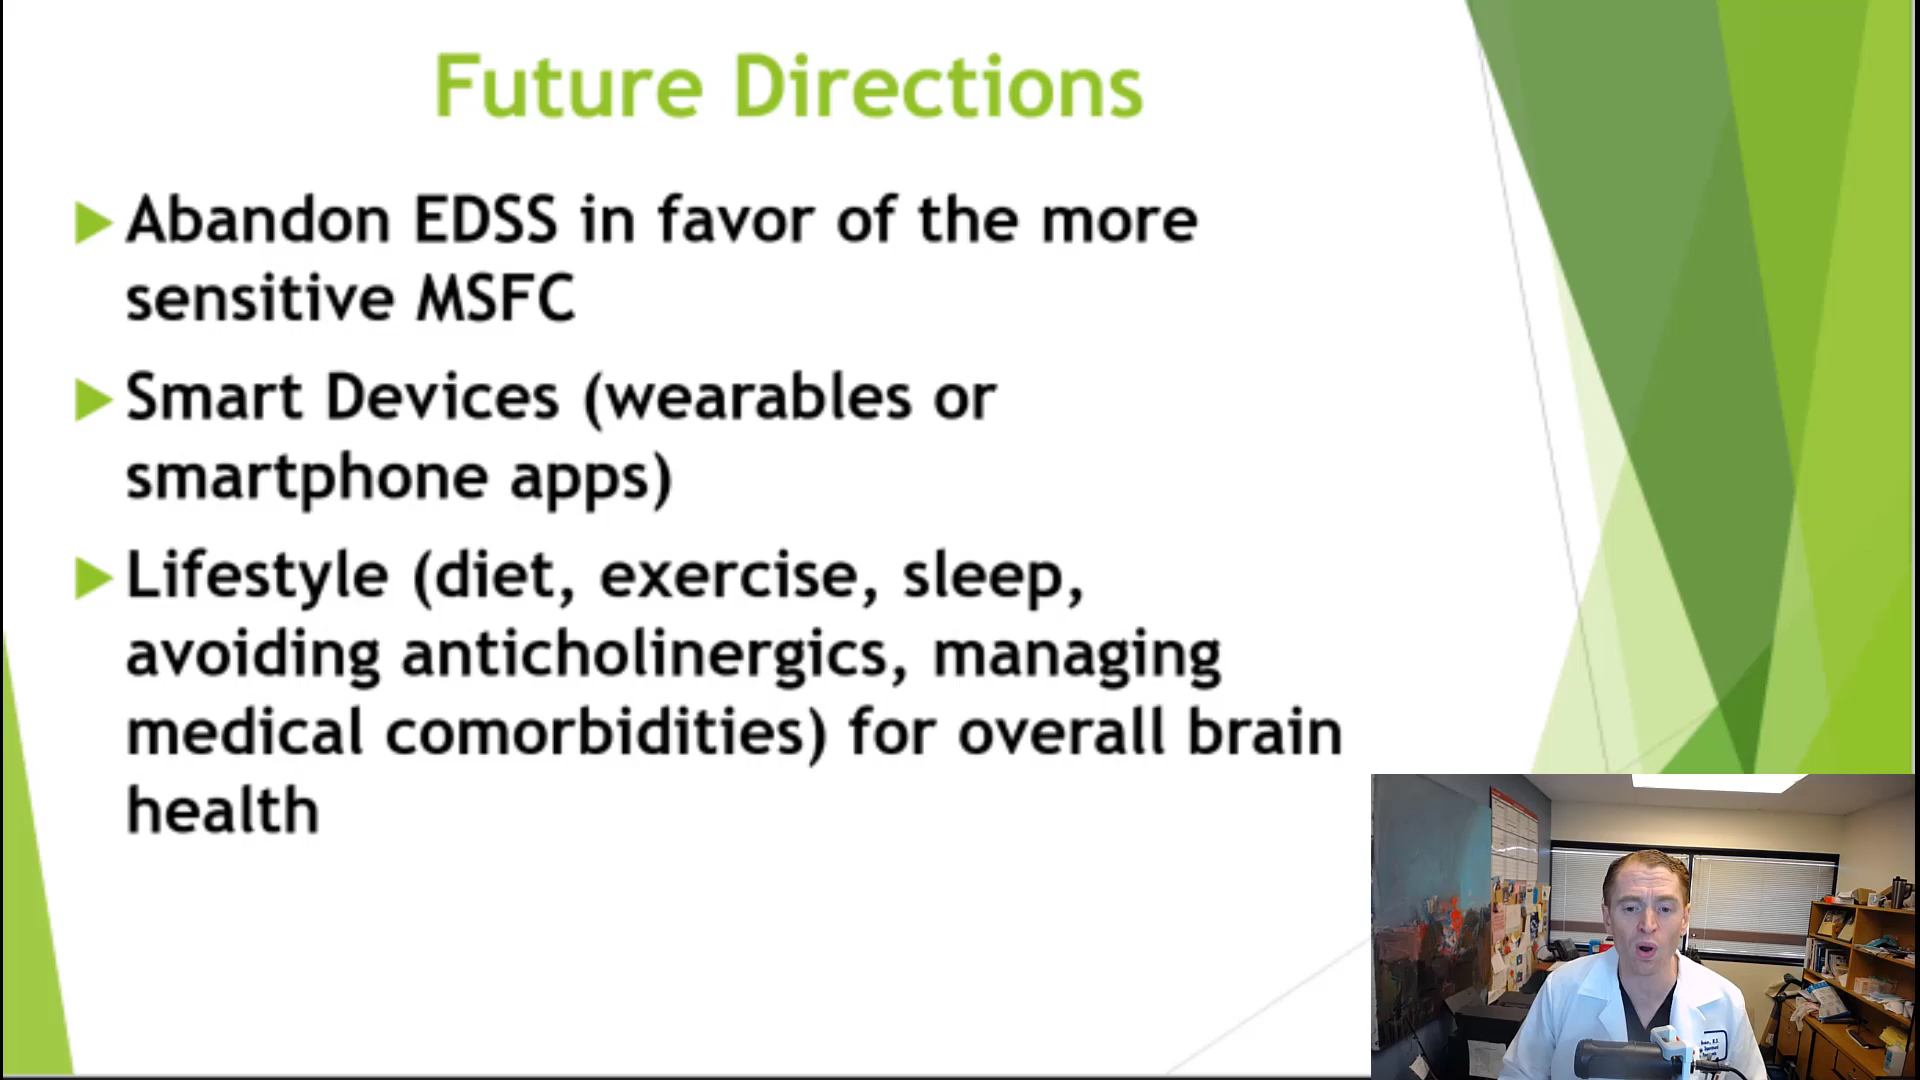 Future Directions
Abandon EDSS in favor of the more
sensitive MSFC
Smart Devices (wearables or
smartphone apps)
Lifestyle (diet, exercise, sleep,
avoiding anticholinergics, managing
medical comorbidities) for overall brain
health